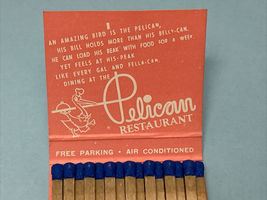 AN AMAZING BIRD IS THE PELICAN,
HIS BILL HOLDS MORE THAN HIS BELLY-CAN.
HE CAN LOAD HIS BEAK WITH FOOD FOR A WEEK
YET FEELS AT HIS-PEAK
LIKE EVERY GAL AND FELLA-CAN.
DINING AT THE
Pelican
RESTAURANT
FREE PARKING • AIR CONDITIONED